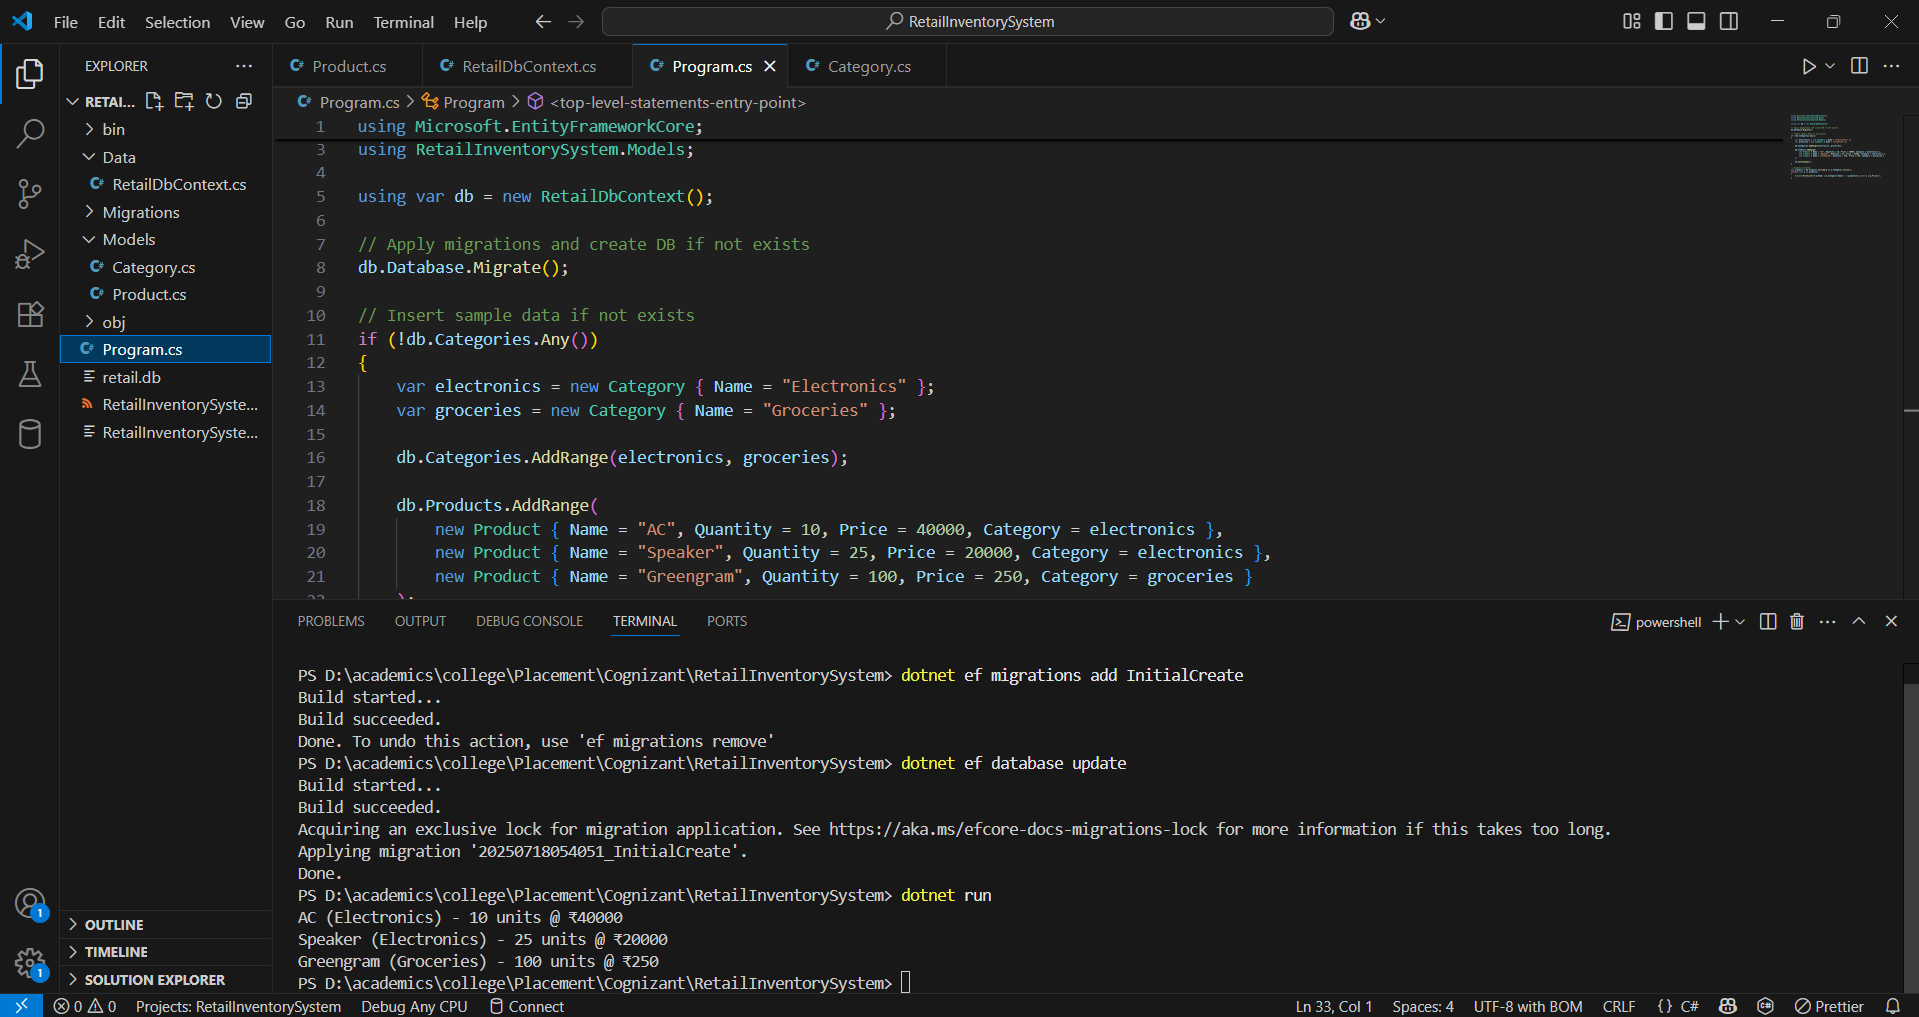 File Edit Selection View Go Run Terminal Help
RetailInventorySystem
EXPLORER
RETAI...
bin
Data
C# RetailDbContext.cs
Migrations
Models
C# Category.cs
C# Product.cs
obj
C# Program.cs
retail.db
RetailInventorySyste...
RetailInventorySyste...
OUTLINE
TIMELINE
SOLUTION EXPLORER
1
1
C# Product.cs C# RetailDbContext.cs C# Program.cs C# Category.cs
C# Program.cs > Program > <top-level-statements-entry-point>
1 using Microsoft.EntityFrameworkCore;
3 using RetailInventorySystem.Models;
4
5 using var db = new RetailDbContext();
6
7 // Apply migrations and create DB if not exists
8 db.Database.Migrate();
9
10 // Insert sample data if not exists
11 if (!db.Categories.Any())
12 {
13 var electronics = new Category { Name = "Electronics" };
14 var groceries = new Category { Name = "Groceries" };
15
16 db.Categories.AddRange(electronics, groceries);
17
18 db.Products.AddRange(
19 new Product { Name = "AC", Quantity = 10, Price = 40000, Category = electronics },
20 new Product { Name = "Speaker", Quantity = 25, Price = 20000, Category = electronics },
21 new Product { Name = "Greengram", Quantity = 100, Price = 250, Category = groceries }
22 );
PROBLEMS OUTPUT DEBUG CONSOLE TERMINAL PORTS
powershell
PS D:\academics\college\Placement\Cognizant\RetailInventorySystem> dotnet ef migrations add InitialCreate
Build started...
Build succeeded.
Done. To undo this action, use 'ef migrations remove'
PS D:\academics\college\Placement\Cognizant\RetailInventorySystem> dotnet ef database update
Build started...
Build succeeded.
Acquiring an exclusive lock for migration application. See https://aka.ms/efcore-docs-migrations-lock for more information if this takes too long.
Applying migration '20250718054051_InitialCreate'.
Done.
PS D:\academics\college\Placement\Cognizant\RetailInventorySystem> dotnet run
AC (Electronics) - 10 units @ ₹40000
Speaker (Electronics) - 25 units @ ₹20000
Greengram (Groceries) - 100 units @ ₹250
PS D:\academics\college\Placement\Cognizant\RetailInventorySystem>
0 0 Projects: RetailInventorySystem Debug Any CPU Connect Ln 33, Col 1 Spaces: 4 UTF-8 with BOM CRLF {} C# Prettier